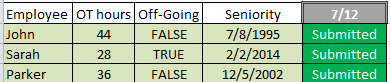 Employee OT hours Off-Going Seniority 7/12
John 44 FALSE 7/8/1995 Submitted
Sarah 28 TRUE 2/2/2014 Submitted
Parker 36 FALSE 12/5/2002 Submitted